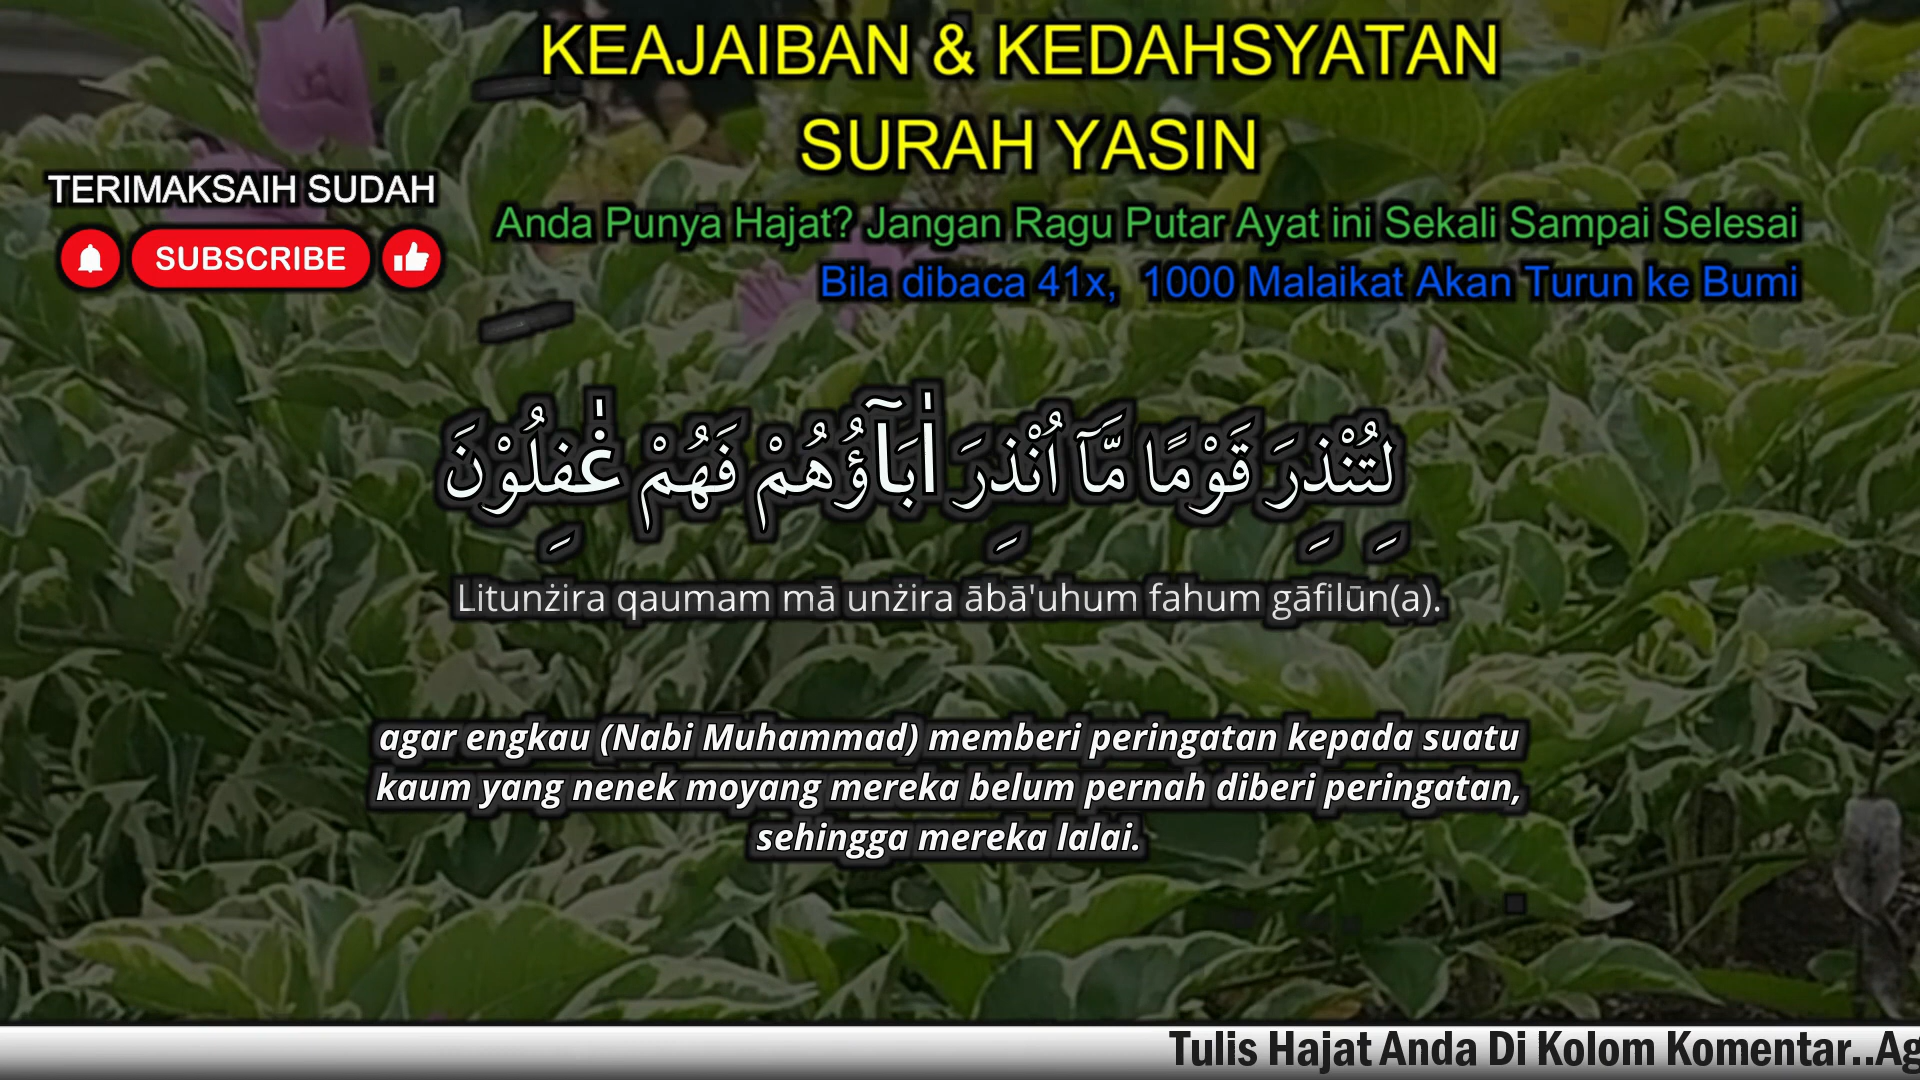 KEAJAIBAN & KEDAHSYATAN
SURAH YASIN
TERIMAKSAIH SUDAH
SUBSCRIBE
Anda Punya Hajat? Jangan Ragu Putar Ayat ini Sekali Sampai Selesai
Bila dibaca 41x, 1000 Malaikat Akan Turun ke Bumi
لِتُنْذِرَ قَوْمًا مَّآ اُنْذِرَ اٰبَاۤؤُهُمْ فَهُمْ غٰفِلُوْنَ
Litunżira qaumam mā unżira ābā'uhum fahum gāfilūn(a).
agar engkau (Nabi Muhammad) memberi peringatan kepada suatu
kaum yang nenek moyang mereka belum pernah diberi peringatan,
sehingga mereka lalai.
Tulis Hajat Anda Di Kolom Komentar..Ag